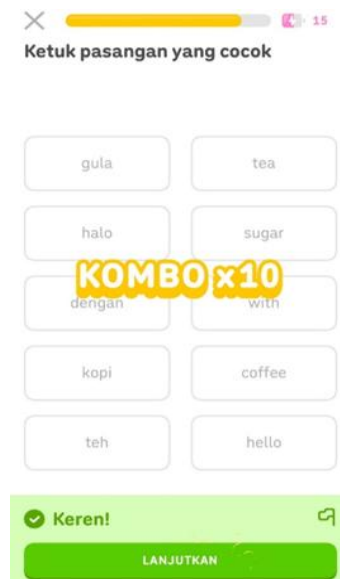 15
Ketuk pasangan yang cocok
gula tea
halo sugar
KOMBO x10
dengan with
kopi coffee
teh hello
Keren!
LANJUTKAN